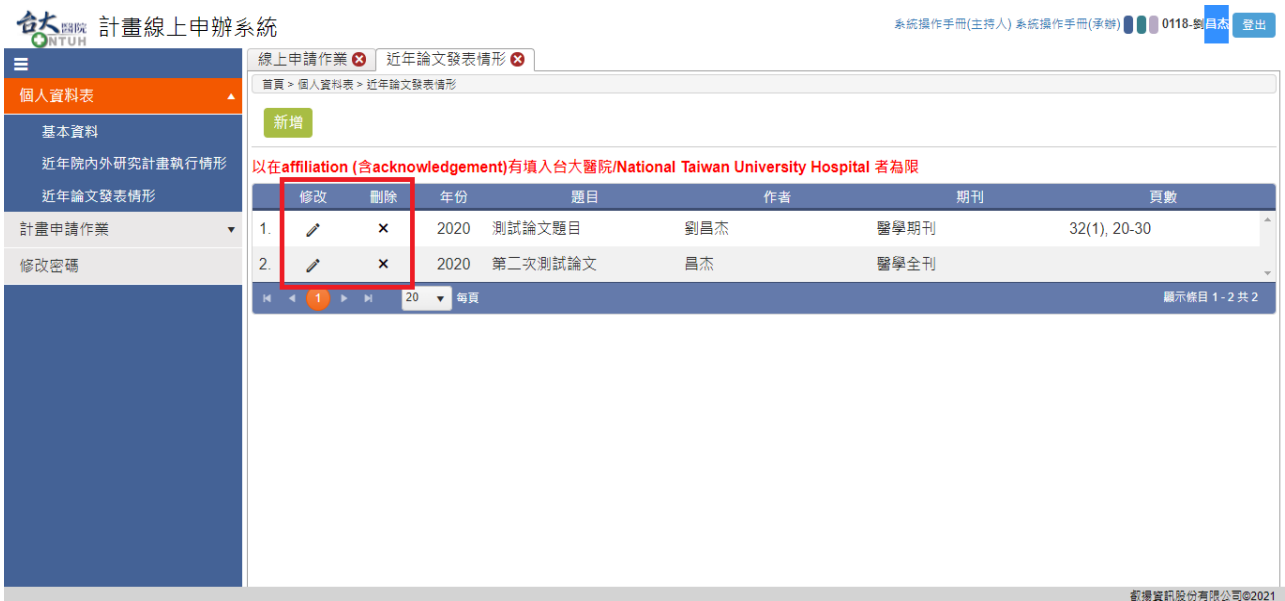 台大醫院 NTUH 計畫線上申辦系統 系統操作手冊(主持人) 系統操作手冊(承辦) 0118-劉昌杰 登出
線上申請作業 近年論文發表情形
個人資料表
首頁 > 個人資料表 > 近年論文發表情形
基本資料
新增
近年院內外研究計畫執行情形
以在affiliation (含acknowledgement)有填入台大醫院/National Taiwan University Hospital 者為限
近年論文發表情形
修改 刪除 年份 題目 作者 期刊 頁數
計畫申請作業
1. 2020 測試論文題目 劉昌杰 醫學期刊 32(1), 20-30
修改密碼
2. 2020 第二次測試論文 昌杰 醫學全刊
1 20 每頁 顯示條目 1 - 2 共 2
叡揚資訊股份有限公司©2021